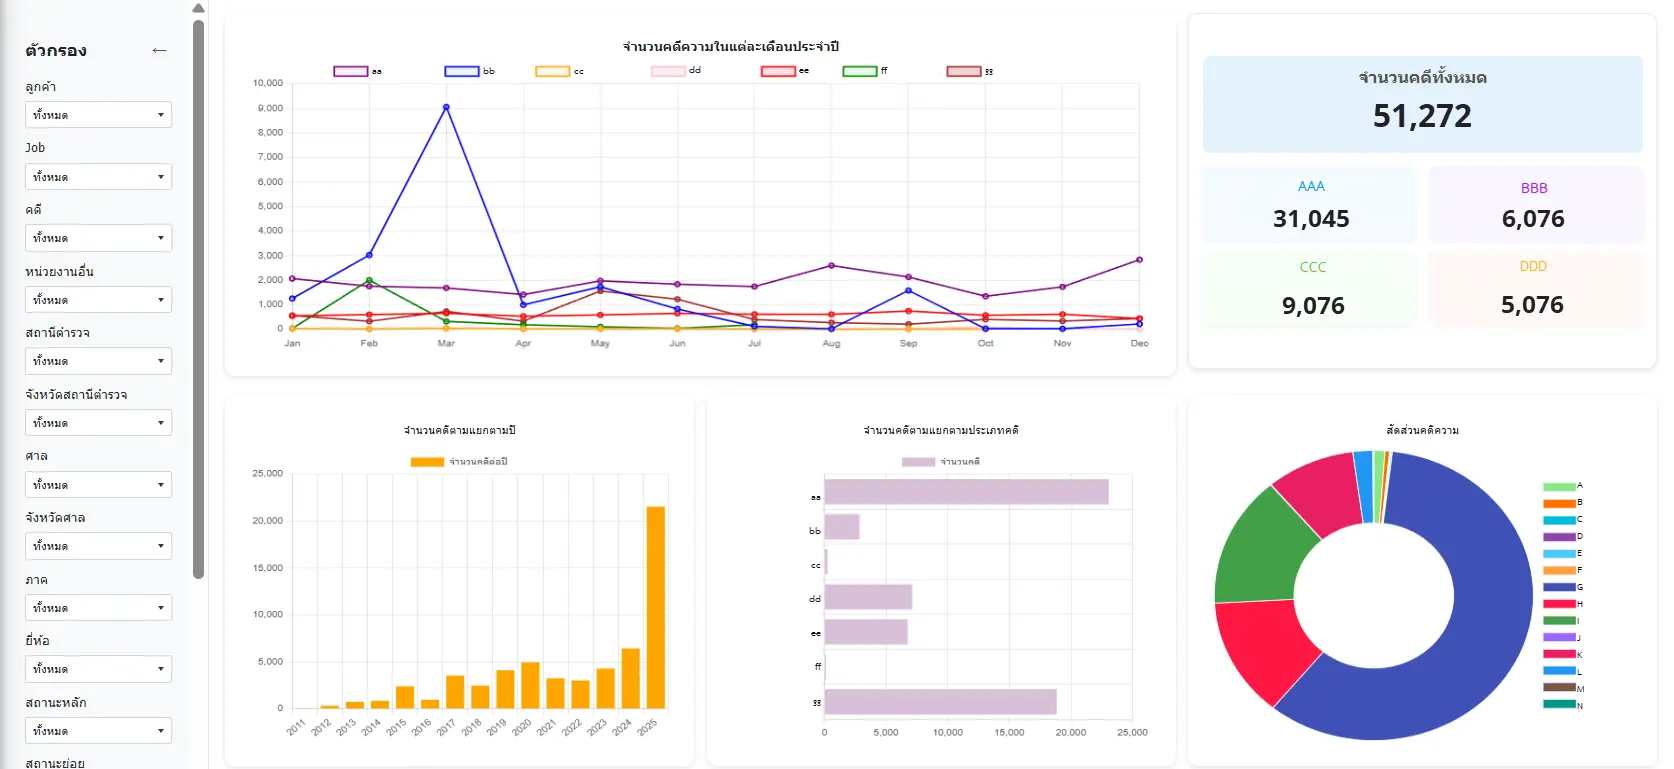 ตัวกรอง ←
ลูกค้า
ทั้งหมด
Job
ทั้งหมด
คดี
ทั้งหมด
หน่วยงานอื่น
ทั้งหมด
สถานีตำรวจ
ทั้งหมด
จังหวัดสถานีตำรวจ
ทั้งหมด
ศาล
ทั้งหมด
จังหวัดศาล
ทั้งหมด
ภาค
ทั้งหมด
ยี่ห้อ
ทั้งหมด
สถานะหลัก
ทั้งหมด
สถานะย่อย
จำนวนคดีความในแต่ละเดือนประจำปี
aa bb cc dd ee ff gg
10,000
9,000
8,000
7,000
6,000
5,000
4,000
3,000
2,000
1,000
0
Jan Feb Mar Apr May Jun Jul Aug Sep Oct Nov Dec
จำนวนคดีทั้งหมด
51,272
AAA
31,045
BBB
6,076
CCC
9,076
DDD
5,076
จำนวนคดีตามแยกตามปี
จำนวนคดีต่อปี
25,000
20,000
15,000
10,000
5,000
0
2011 2012 2013 2014 2015 2016 2017 2018 2019 2020 2021 2022 2023 2024 2025
จำนวนคดีตามแยกตามประเภทคดี
จำนวนคดี
aa
bb
cc
dd
ee
ff
gg
0 5,000 10,000 15,000 20,000 25,000
สัดส่วนคดีความ
A
B
C
D
E
F
G
H
I
J
K
L
M
N